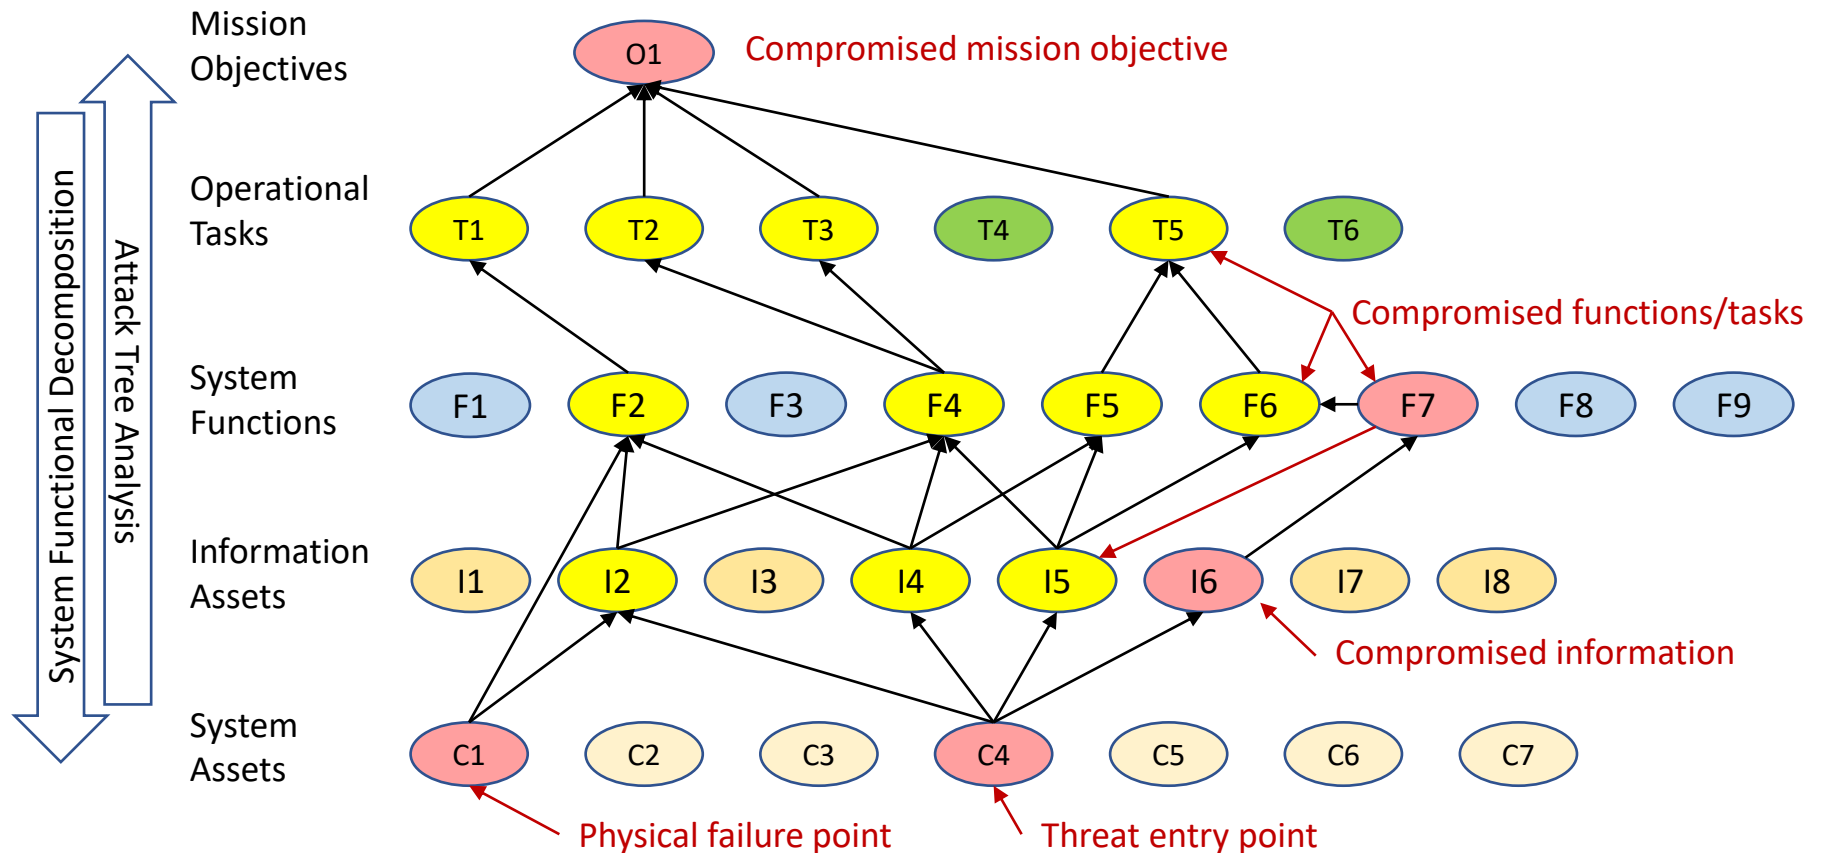 Mission
Objectives
O1
Compromised mission objective
System Functional Decomposition
Attack Tree Analysis
Operational
Tasks
T1
T2
T3
T4
T5
T6
Compromised functions/tasks
System
Functions
F1
F2
F3
F4
F5
F6
F7
F8
F9
Information
Assets
I1
I2
I3
I4
I5
I6
I7
I8
Compromised information
System
Assets
C1
C2
C3
C4
C5
C6
C7
Physical failure point
Threat entry point